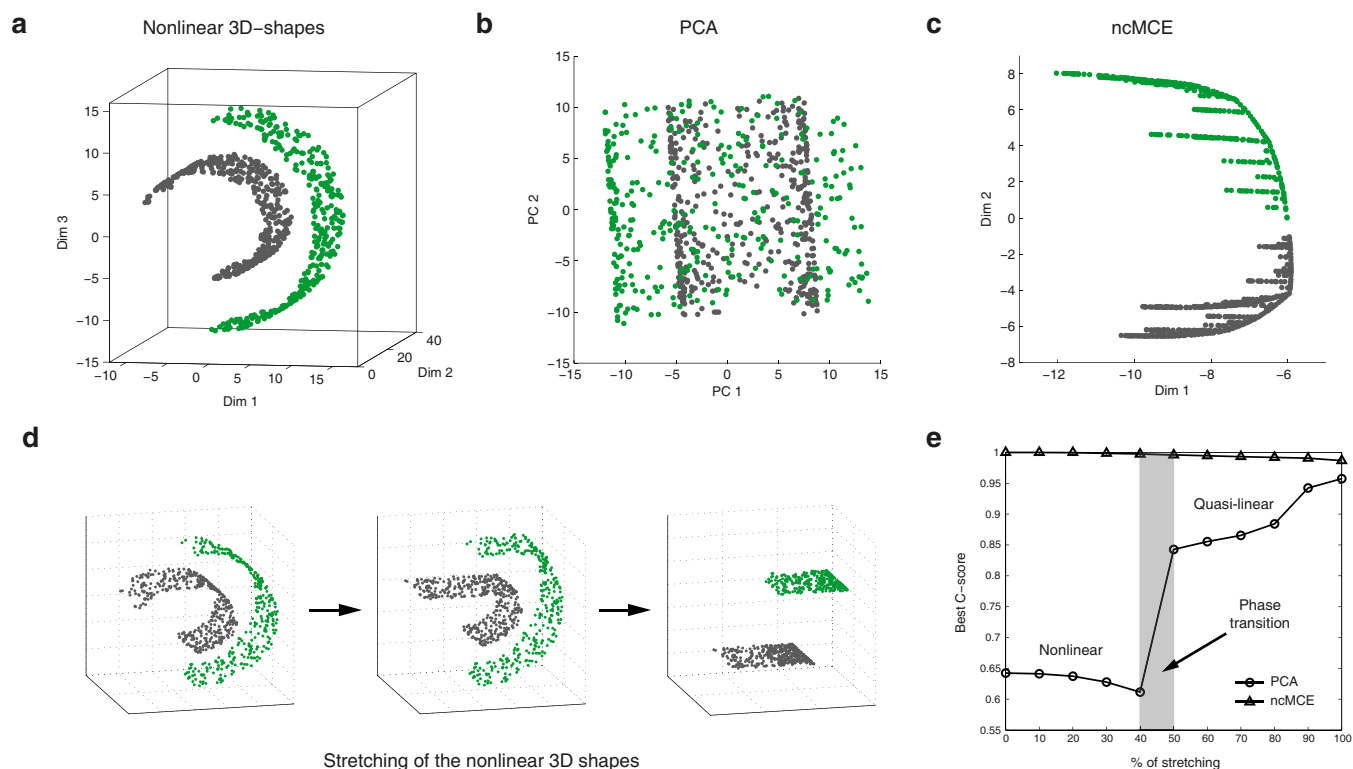 a
Nonlinear 3D−shapes
15
10
5
0
−5
−10
−15
Dim 3
−10
−5
0
5
10
15
Dim 1
0
20
40
Dim 2
b
PCA
15
10
5
0
−5
−10
−15
PC 2
−15
−10
−5
0
5
10
15
PC 1
c
ncMCE
8
6
4
2
0
−2
−4
−6
−8
Dim 2
−12
−10
−8
−6
Dim 1
d
Stretching of the nonlinear 3D shapes
e
1
0.95
0.9
0.85
0.8
0.75
0.7
0.65
0.6
0.55
Best C−score
Quasi-linear
Phase
transition
Nonlinear
PCA
ncMCE
0
10
20
30
40
50
60
70
80
90
100
% of stretching